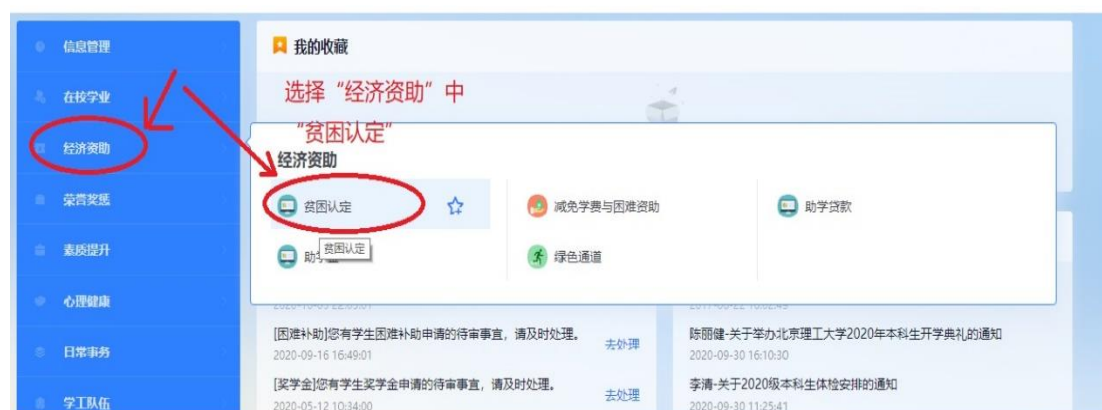 信息管理
在校学业
经济资助
荣誉奖惩
素质提升
心理健康
日常事务
学工队伍
我的收藏
选择“经济资助”中
“贫困认定”
经济资助
贫困认定
减免学费与困难资助
助学贷款
贫困认定
绿色通道
[困难补助]您有学生困难补助申请的待审事宜，请及时处理。
去处理
2020-09-16 16:49:01
[奖学金]您有学生奖学金申请的待审事宜，请及时处理。
去处理
2020-05-12 10:34:00
陈丽健-关于举办北京理工大学2020年本科生开学典礼的通知
2020-09-30 16:10:30
李清-关于2020级本科生体检安排的通知
2020-09-30 11:25:41